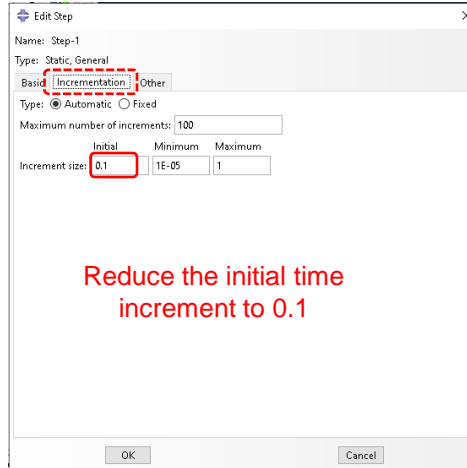 Edit Step
Name: Step-1
Type: Static, General
Basic Incrementation Other
Type: Automatic Fixed
Maximum number of increments: 100
Initial Minimum Maximum
Increment size: 0.1 1E-05 1
Reduce the initial time
increment to 0.1
OK Cancel